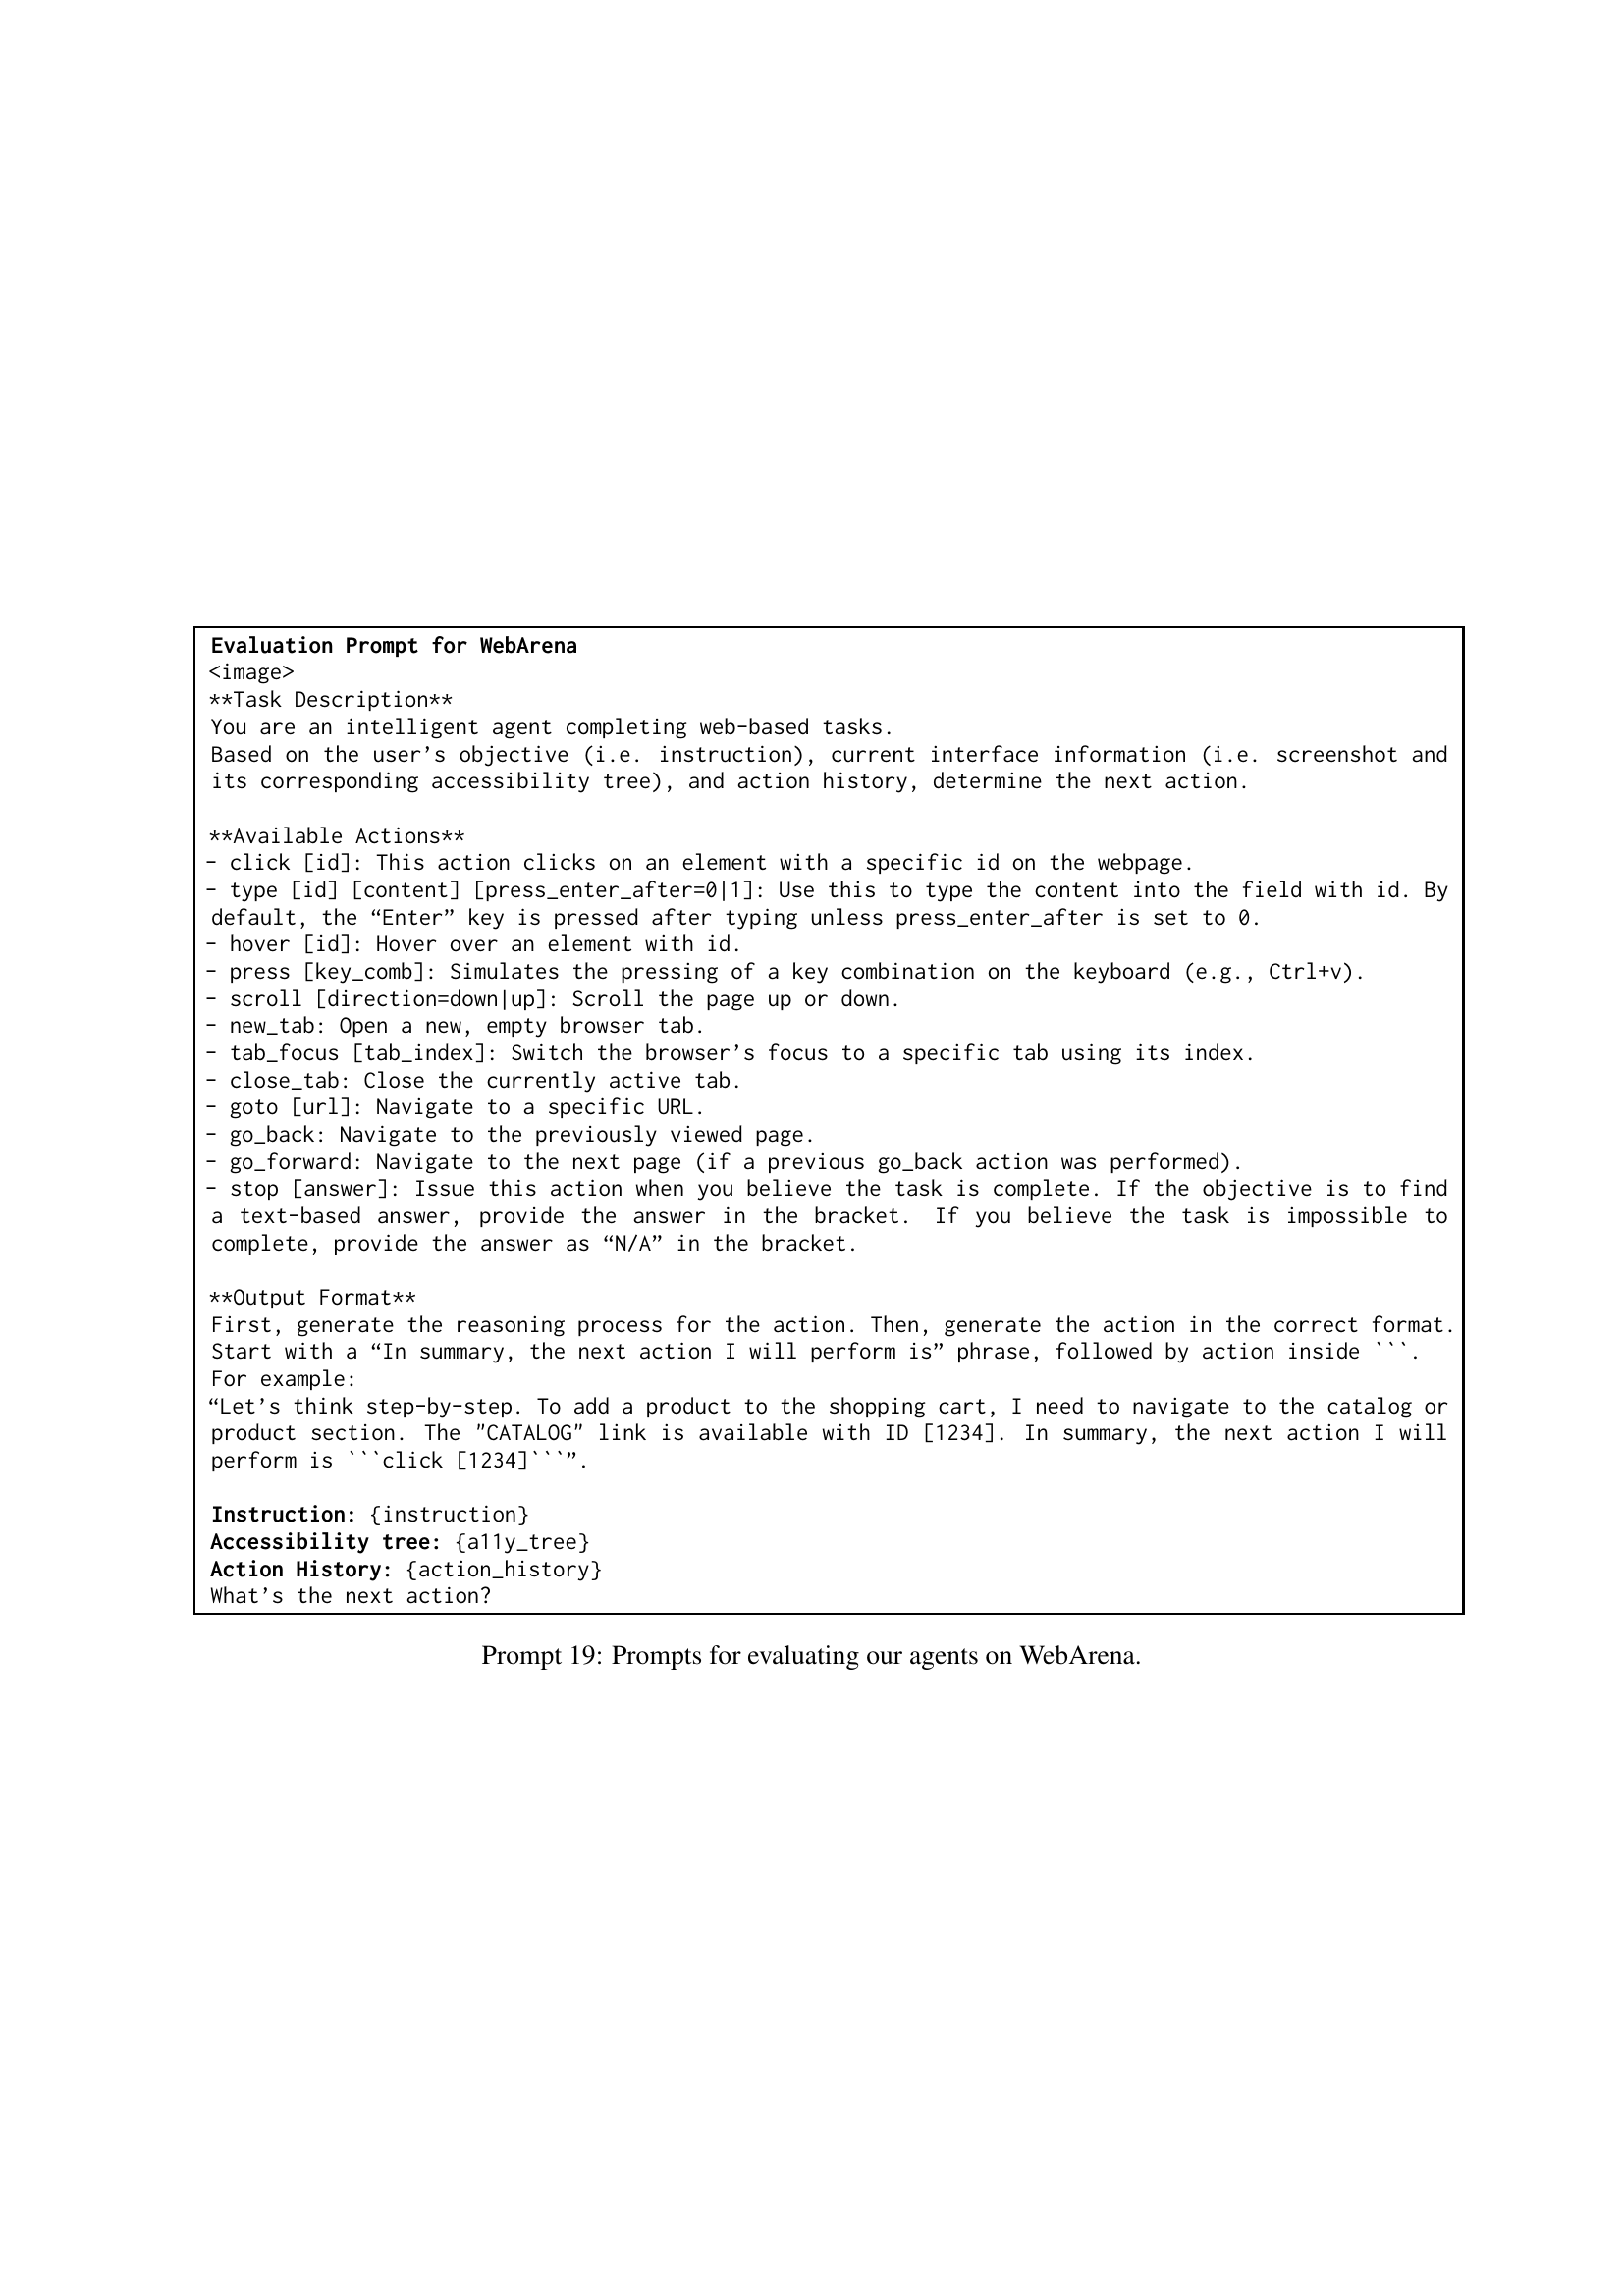 Evaluation Prompt for WebArena
<image>
**Task Description**
You are an intelligent agent completing web-based tasks.
Based on the user’s objective (i.e. instruction), current interface information (i.e. screenshot and
its corresponding accessibility tree), and action history, determine the next action.
**Available Actions**
- click [id]: This action clicks on an element with a specific id on the webpage.
- type [id] [content] [press_enter_after=0|1]: Use this to type the content into the field with id. By
default, the “Enter” key is pressed after typing unless press_enter_after is set to 0.
- hover [id]: Hover over an element with id.
- press [key_comb]: Simulates the pressing of a key combination on the keyboard (e.g., Ctrl+v).
- scroll [direction=down|up]: Scroll the page up or down.
- new_tab: Open a new, empty browser tab.
- tab_focus [tab_index]: Switch the browser’s focus to a specific tab using its index.
- close_tab: Close the currently active tab.
- goto [url]: Navigate to a specific URL.
- go_back: Navigate to the previously viewed page.
- go_forward: Navigate to the next page (if a previous go_back action was performed).
- stop [answer]: Issue this action when you believe the task is complete. If the objective is to find
a text-based answer, provide the answer in the bracket. If you believe the task is impossible to
complete, provide the answer as “N/A” in the bracket.
**Output Format**
First, generate the reasoning process for the action. Then, generate the action in the correct format.
Start with a “In summary, the next action I will perform is” phrase, followed by action inside ```.
For example:
“Let’s think step-by-step. To add a product to the shopping cart, I need to navigate to the catalog or
product section. The "CATALOG" link is available with ID [1234]. In summary, the next action I will
perform is ```click [1234]```”.
Instruction: {instruction}
Accessibility tree: {a11y_tree}
Action History: {action_history}
What’s the next action?
Prompt 19: Prompts for evaluating our agents on WebArena.